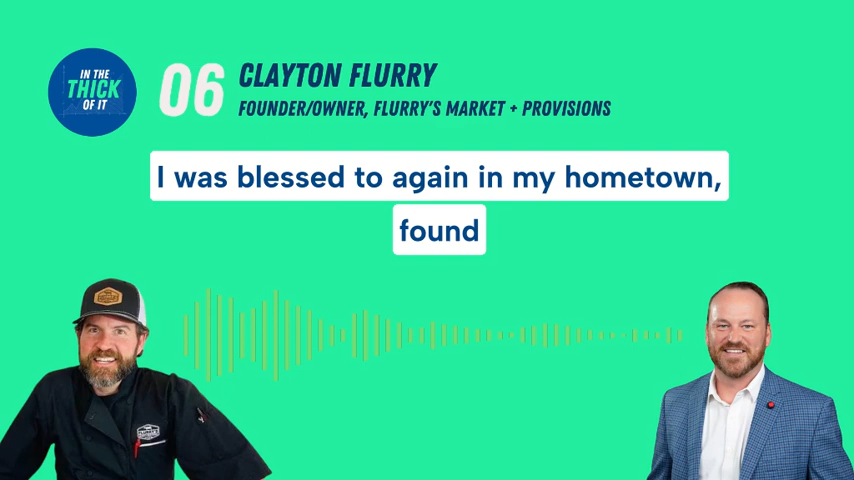 IN THE
THICK
OF IT
06
CLAYTON FLURRY
FOUNDER/OWNER, FLURRY'S MARKET + PROVISIONS
I was blessed to again in my hometown,
found